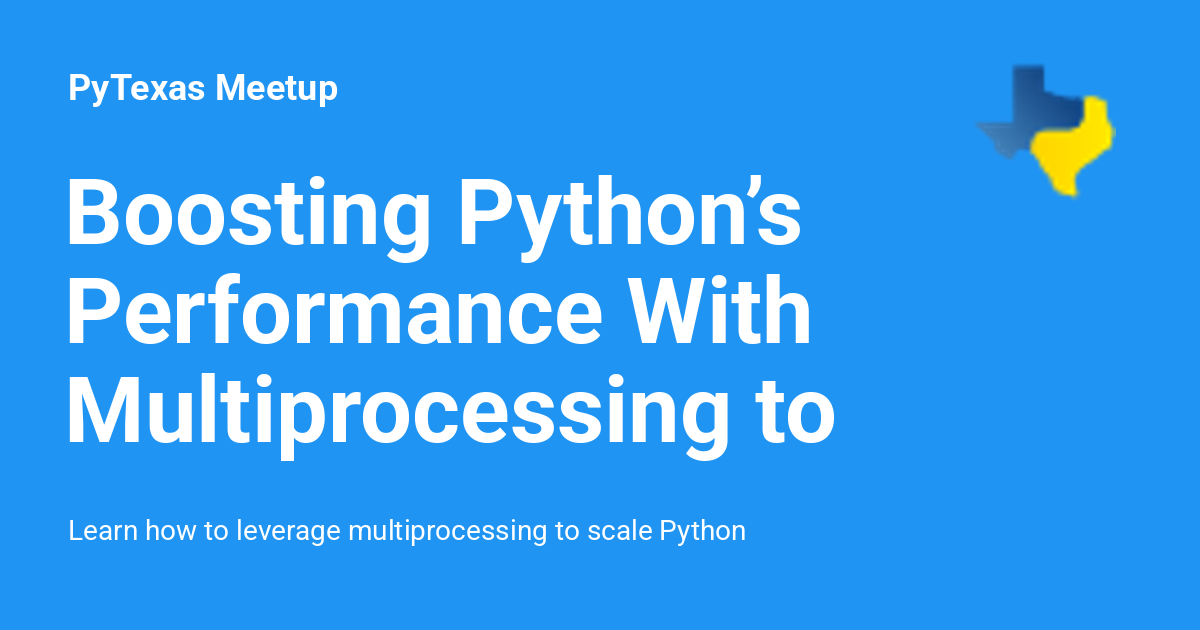 PyTexas Meetup
Boosting Python’s
Performance With
Multiprocessing to
Learn how to leverage multiprocessing to scale Python